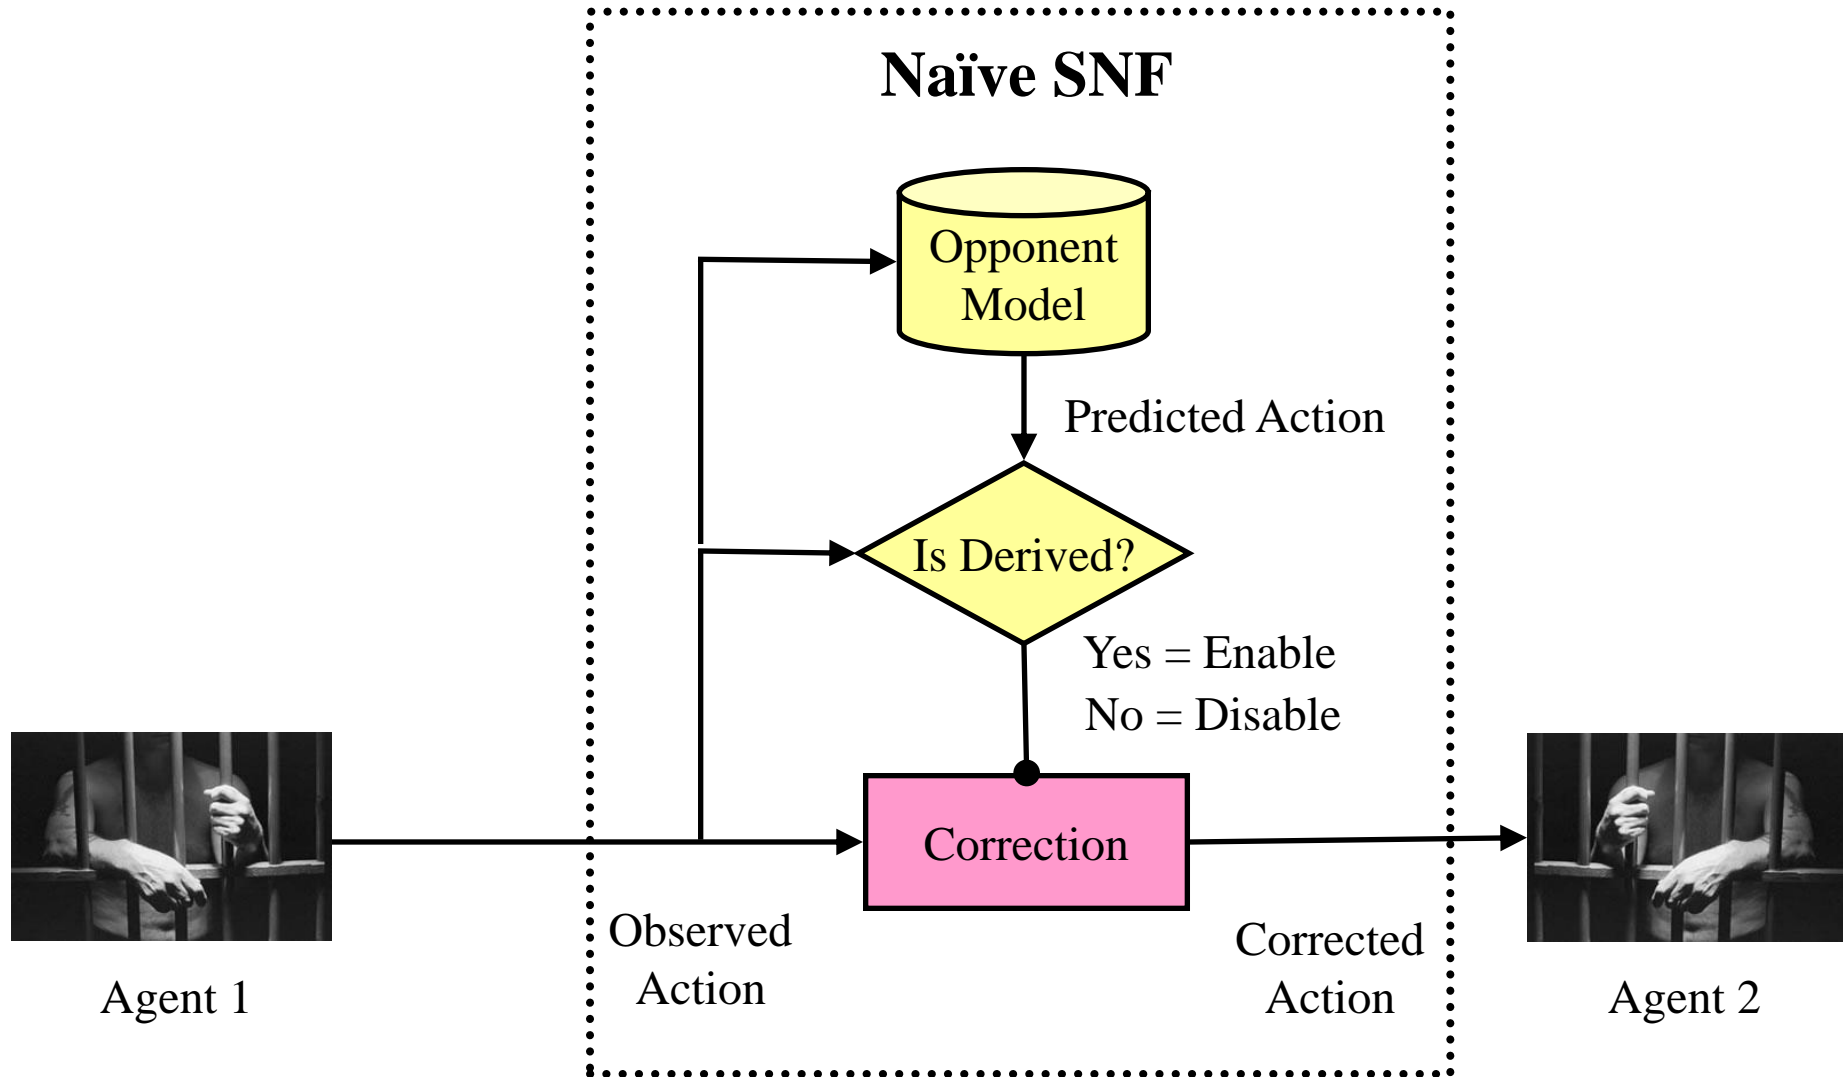 Naïve SNF
Opponent
Model
Predicted Action
Is Derived?
Yes = Enable
No = Disable
Correction
Observed
Action
Corrected
Action
Agent 1
Agent 2